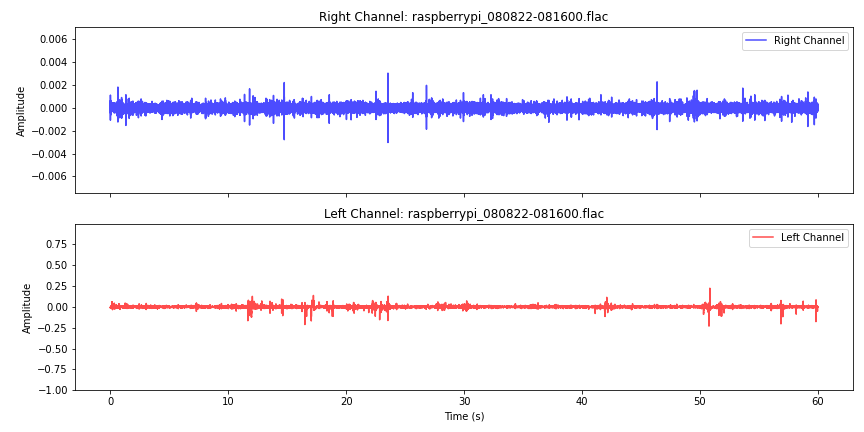 Right Channel: raspberrypi_080822-081600.flac
Right Channel
Amplitude
0.006
0.004
0.002
0.000
−0.002
−0.004
−0.006
Left Channel: raspberrypi_080822-081600.flac
Left Channel
Amplitude
0.75
0.50
0.25
0.00
−0.25
−0.50
−0.75
−1.00
0 10 20 30 40 50 60
Time (s)